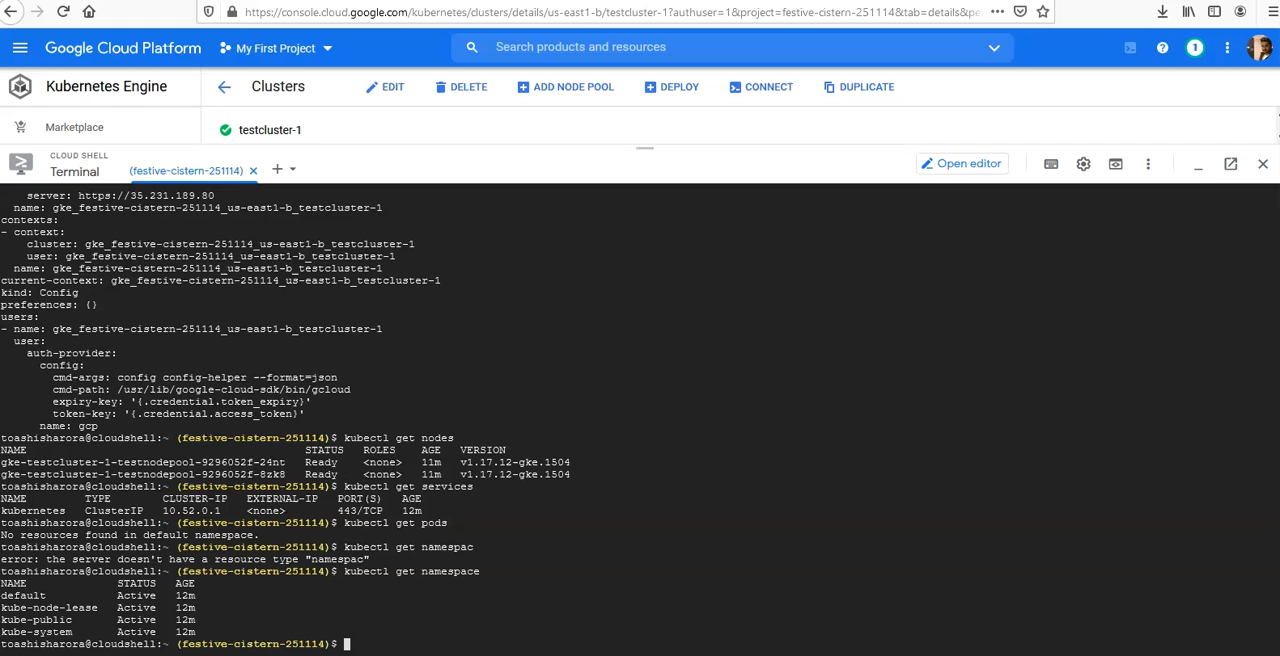 https://console.cloud.google.com/kubernetes/clusters/details/us-east1-b/testcluster-1?authuser=1&project=festive-cistern-251114&tab=details&pe
Google Cloud Platform
My First Project
Search products and resources
1
Kubernetes Engine
Clusters
EDIT
DELETE
ADD NODE POOL
DEPLOY
CONNECT
DUPLICATE
Marketplace
testcluster-1
CLOUD SHELL
Terminal
(festive-cistern-251114)
Open editor
server: https://35.231.189.80
name: gke_festive-cistern-251114_us-east1-b_testcluster-1
contexts:
- context:
cluster: gke_festive-cistern-251114_us-east1-b_testcluster-1
user: gke_festive-cistern-251114_us-east1-b_testcluster-1
name: gke_festive-cistern-251114_us-east1-b_testcluster-1
current-context: gke_festive-cistern-251114_us-east1-b_testcluster-1
kind: Config
preferences: {}
users:
- name: gke_festive-cistern-251114_us-east1-b_testcluster-1
user:
auth-provider:
config:
cmd-args: config config-helper --format=json
cmd-path: /usr/lib/google-cloud-sdk/bin/gcloud
expiry-key: '{.credential.token_expiry}'
token-key: '{.credential.access_token}'
name: gcp
toashisharora@cloudshell:~ (festive-cistern-251114)$ kubectl get nodes
NAME STATUS ROLES AGE VERSION
gke-testcluster-1-testnodepool-9296052f-24nt Ready <none> 11m v1.17.12-gke.1504
gke-testcluster-1-testnodepool-9296052f-8zk8 Ready <none> 11m v1.17.12-gke.1504
toashisharora@cloudshell:~ (festive-cistern-251114)$ kubectl get services
NAME TYPE CLUSTER-IP EXTERNAL-IP PORT(S) AGE
kubernetes ClusterIP 10.52.0.1 <none> 443/TCP 12m
toashisharora@cloudshell:~ (festive-cistern-251114)$ kubectl get pods
No resources found in default namespace.
toashisharora@cloudshell:~ (festive-cistern-251114)$ kubectl get namespac
error: the server doesn't have a resource type "namespac"
toashisharora@cloudshell:~ (festive-cistern-251114)$ kubectl get namespace
NAME STATUS AGE
default Active 12m
kube-node-lease Active 12m
kube-public Active 12m
kube-system Active 12m
toashisharora@cloudshell:~ (festive-cistern-251114)$